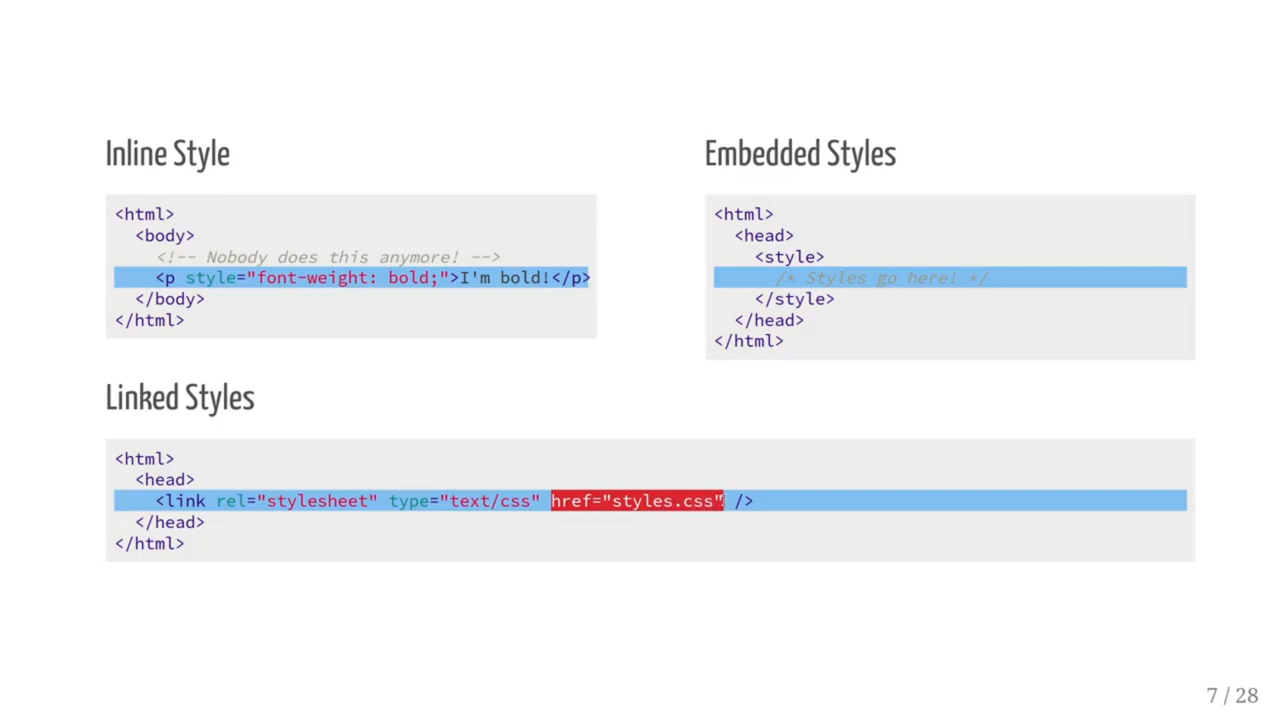 Inline Style
<html>
<body>
<!-- Nobody does this anymore! -->
<p style="font-weight: bold;">I'm bold!</p>
</body>
</html>
Embedded Styles
<html>
<head>
<style>
/* Styles go here! */
</style>
</head>
</html>
Linked Styles
<html>
<head>
<link rel="stylesheet" type="text/css" href="styles.css" />
</head>
</html>
7 / 28